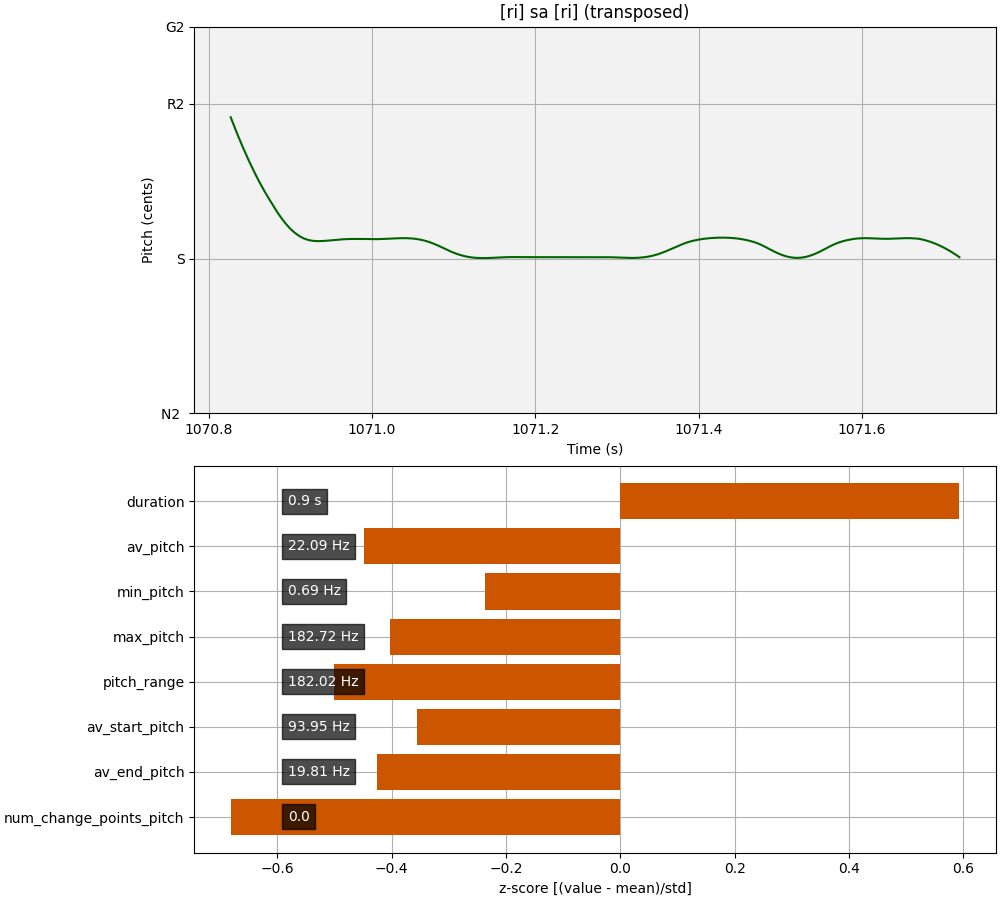 [ri] sa [ri] (transposed)
G2
R2
S
N2
Pitch (cents)
1070.8 1071.0 1071.2 1071.4 1071.6
Time (s)
duration 0.9 s
av_pitch 22.09 Hz
min_pitch 0.69 Hz
max_pitch 182.72 Hz
pitch_range 182.02 Hz
av_start_pitch 93.95 Hz
av_end_pitch 19.81 Hz
num_change_points_pitch 0.0
−0.6 −0.4 −0.2 0.0 0.2 0.4 0.6
z-score [(value - mean)/std]